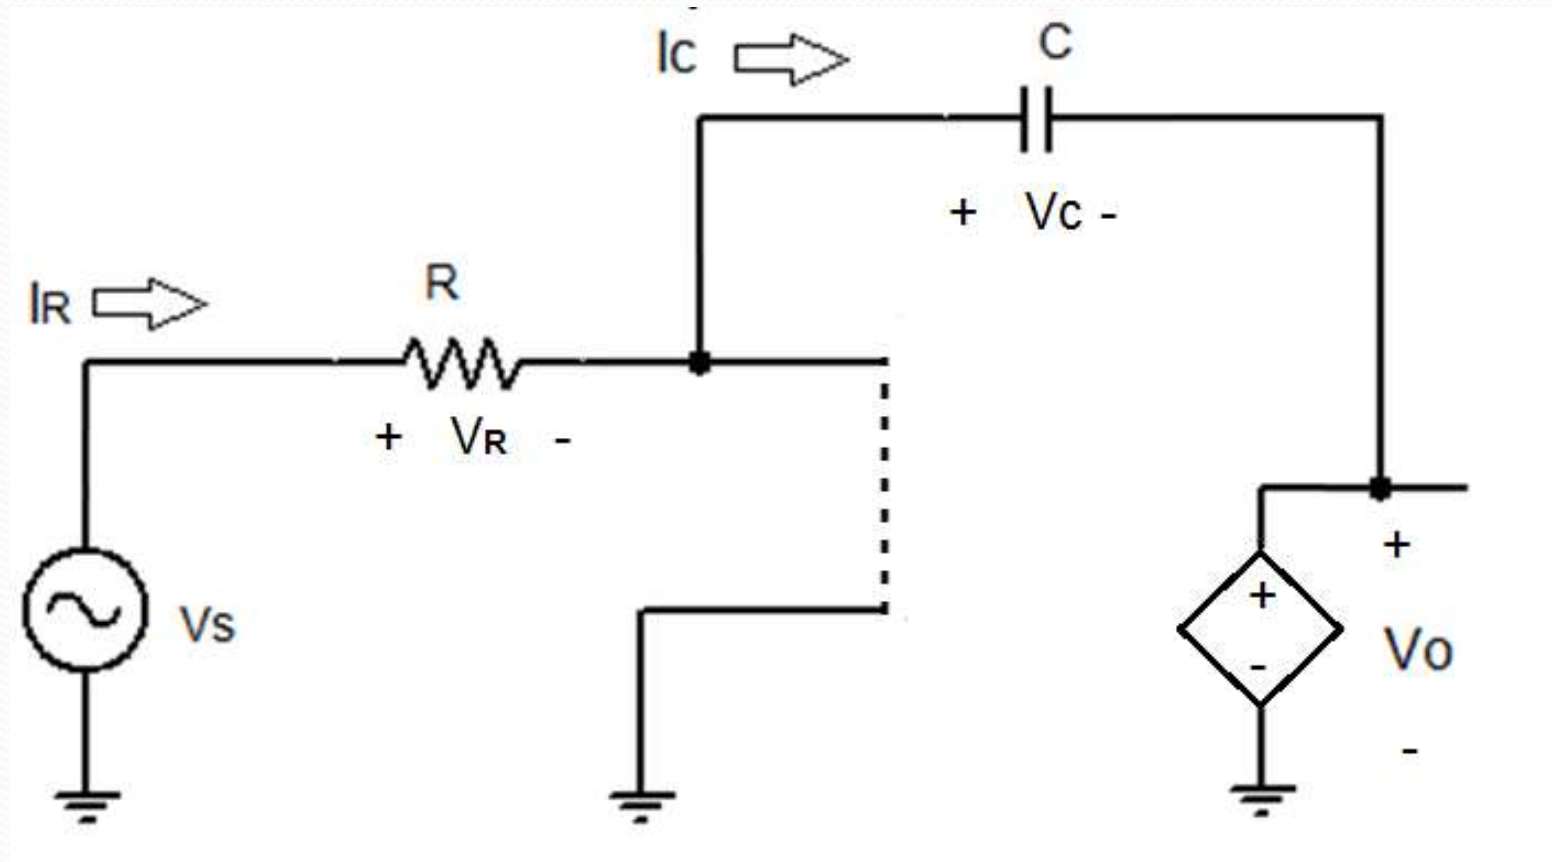 Ic
C
+ Vc -
IR
R
+ VR -
Vs
+
+
-
Vo
-